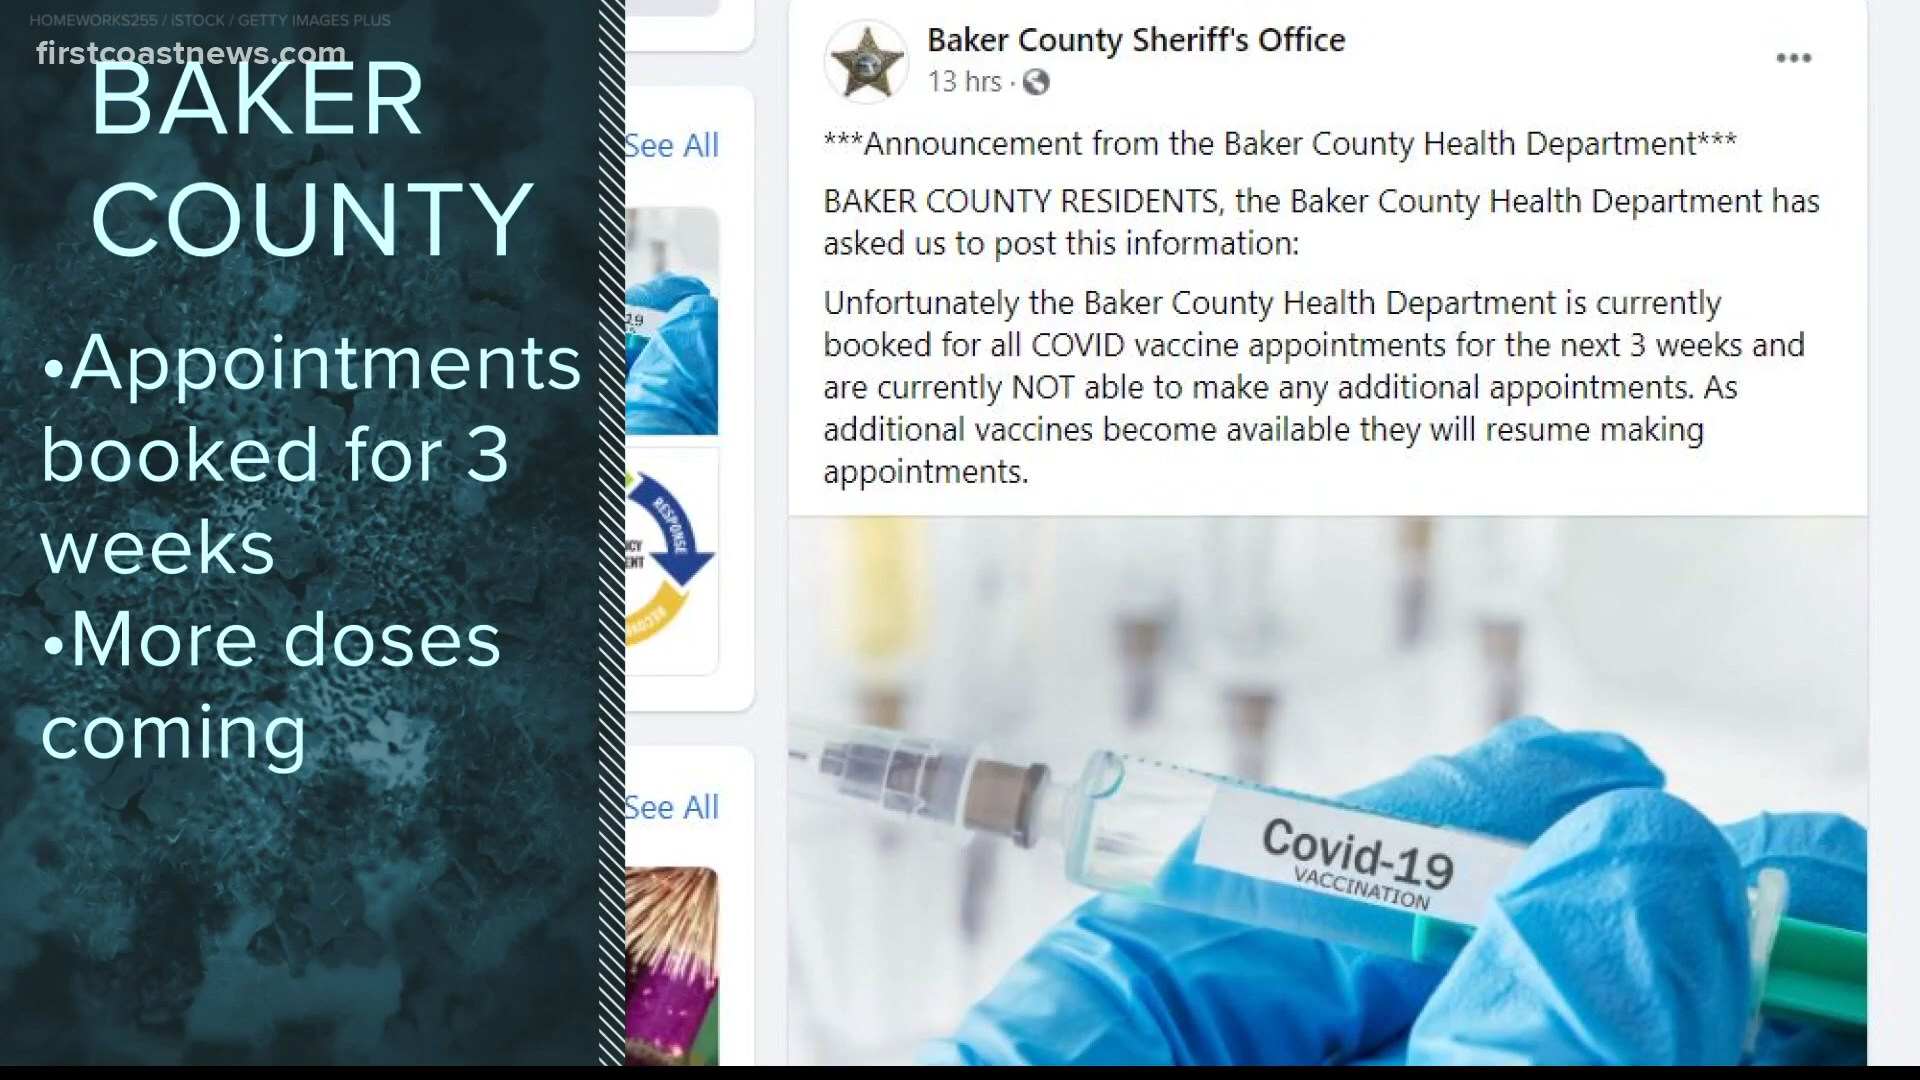 HOMEWORKS255 / iSTOCK / GETTY IMAGES PLUS
firstcoastnews.com
BAKER
COUNTY
•Appointments
booked for 3
weeks
•More doses
coming
See All
19
RESPONSE
See All
Baker County Sheriff's Office
13 hrs ·
***Announcement from the Baker County Health Department***
BAKER COUNTY RESIDENTS, the Baker County Health Department has
asked us to post this information:
Unfortunately the Baker County Health Department is currently
booked for all COVID vaccine appointments for the next 3 weeks and
are currently NOT able to make any additional appointments. As
additional vaccines become available they will resume making
appointments.
Covid-19
VACCINATION